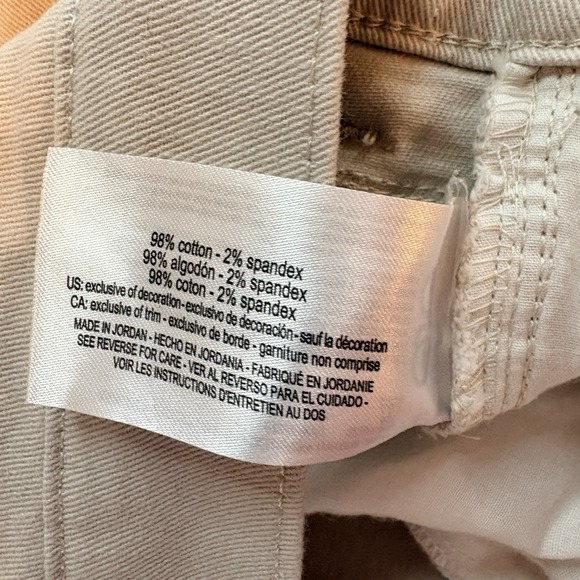 98% cotton - 2% spandex
98% algodón - 2% spandex
98% coton - 2% spandex
US: exclusive of decoration-exclusivo de decoración- sauf la décoration
CA: exclusive of trim - exclusivo de borde - garniture non comprise
MADE IN JORDAN - HECHO EN JORDANIA - FABRIQUÉ EN JORDANIE
SEE REVERSE FOR CARE - VER AL REVERSO PARA EL CUIDADO -
VOIR LES INSTRUCTIONS D'ENTRETIEN AU DOS